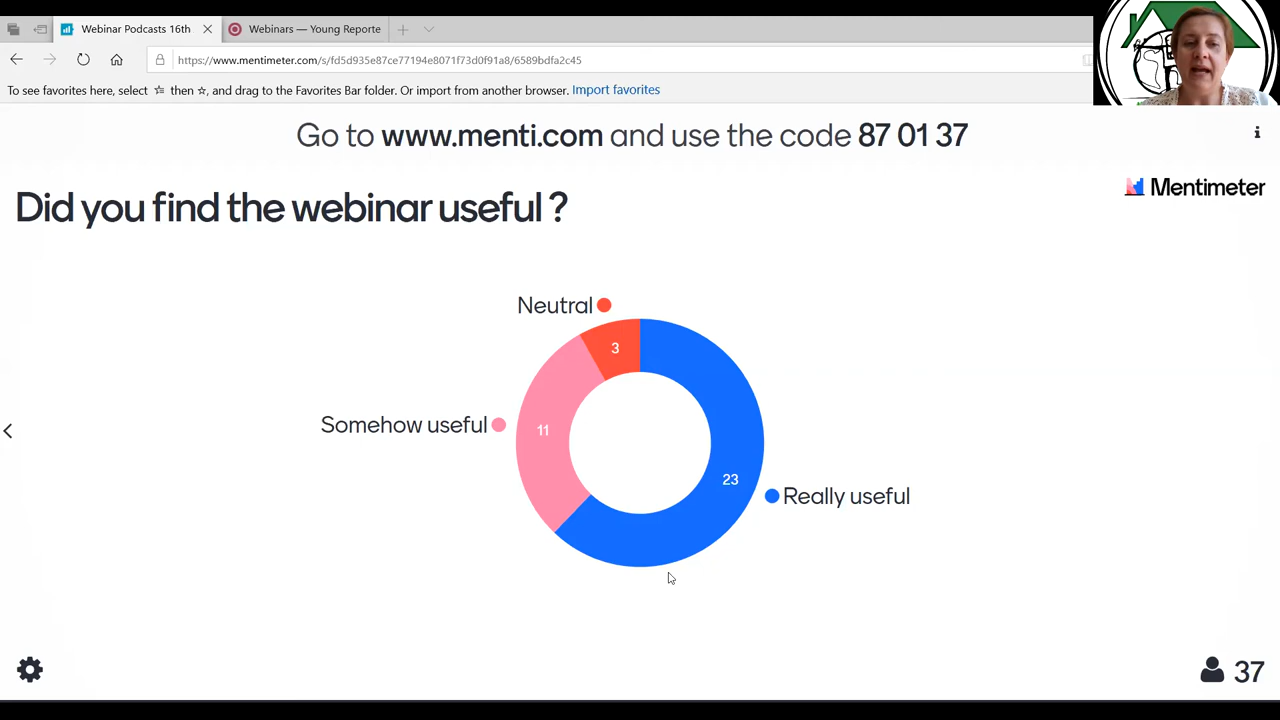 Webinar Podcasts 16th
Webinars — Young Reporte
https://www.mentimeter.com/s/fd5d935e87ce77194e8071f73d0f91a8/6589bdfa2c45
To see favorites here, select then , and drag to the Favorites Bar folder. Or import from another browser. Import favorites
Go to www.menti.com and use the code 87 01 37
i
Mentimeter
Did you find the webinar useful ?
Neutral
3
Somehow useful
11
23
Really useful
37